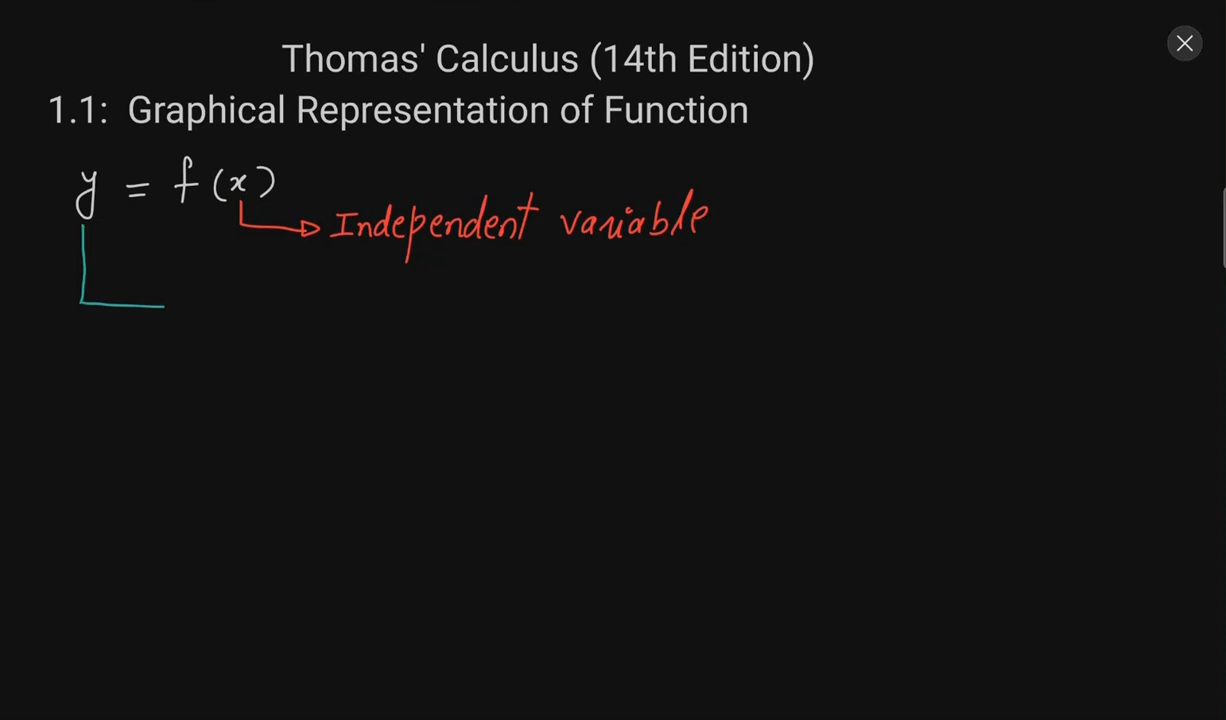 Thomas' Calculus (14th Edition)
1.1: Graphical Representation of Function
y = f(x)
Independent variable